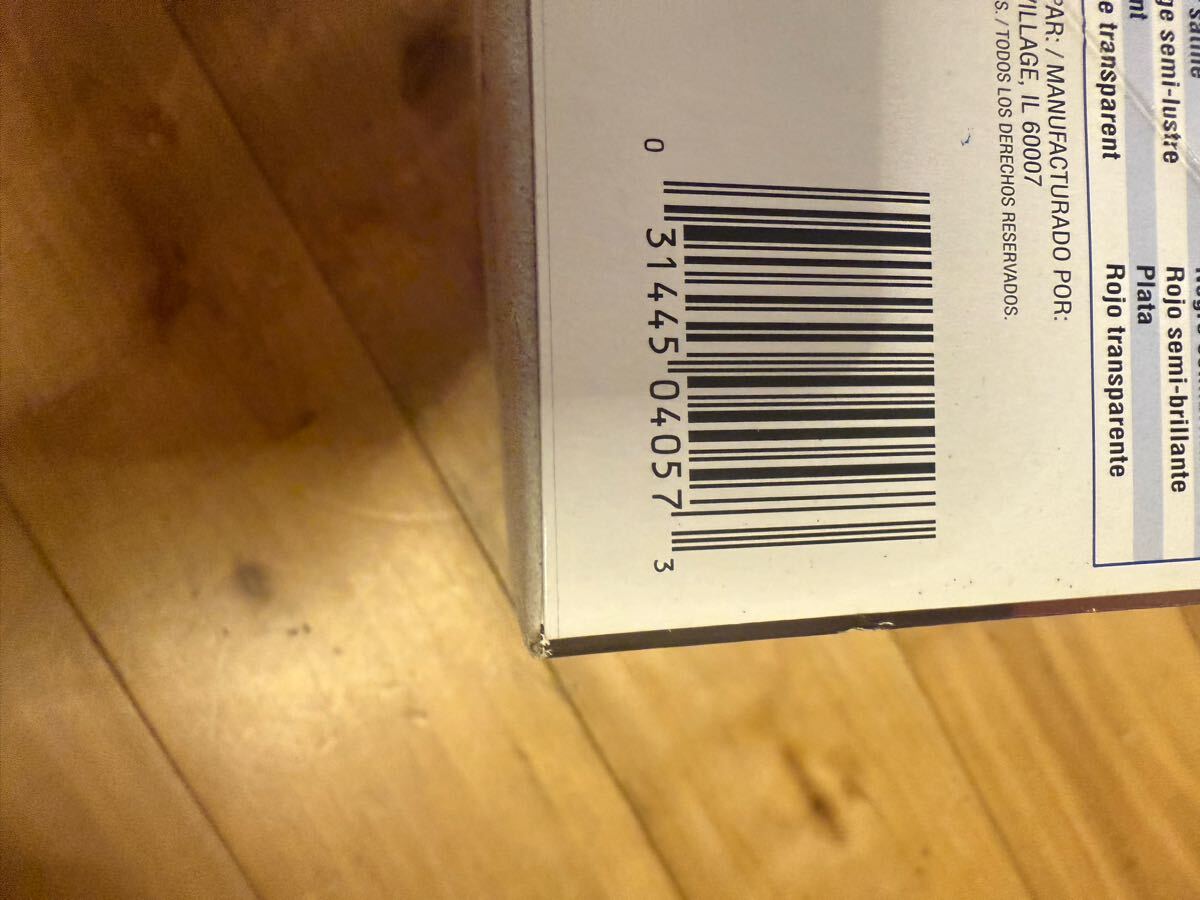 ge semi-lustre Rojo semi-brillante
nt Plata
e transparent Rojo transparente
PAR: / MANUFACTURADO POR:
VILLAGE, IL 60007
S. / TODOS LOS DERECHOS RESERVADOS.
0 31445 04057 3